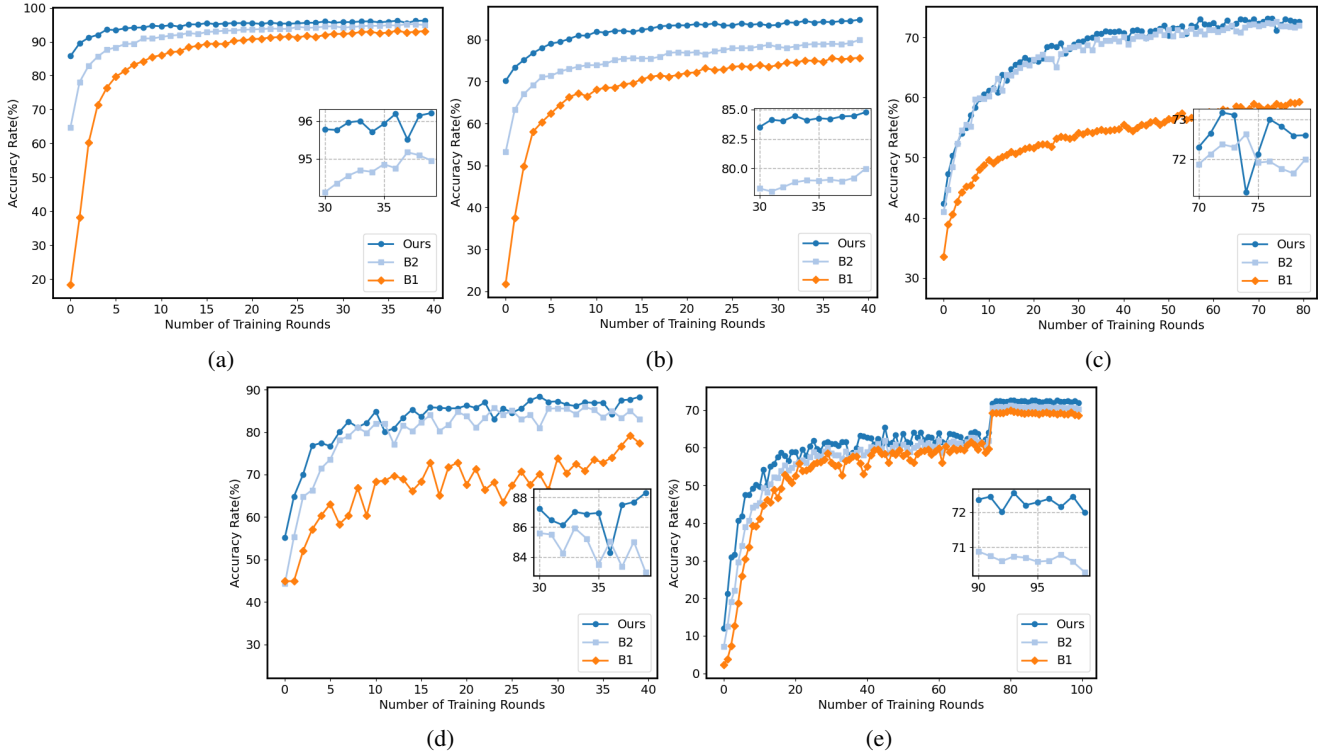 100
90
80
70
60
50
40
30
20
Accuracy Rate(%)
96
95
30 35
Ours
B2
B1
0 5 10 15 20 25 30 35 40
Number of Training Rounds
(a)
80
70
60
50
40
30
20
Accuracy Rate(%)
85.0
82.5
80.0
30 35
Ours
B2
B1
0 5 10 15 20 25 30 35 40
Number of Training Rounds
(b)
70
60
50
40
30
Accuracy Rate(%)
73
72
70 75
Ours
B2
B1
0 10 20 30 40 50 60 70 80
Number of Training Rounds
(c)
90
80
70
60
50
40
30
Accuracy Rate(%)
88
86
84
30 35
Ours
B2
B1
0 5 10 15 20 25 30 35 40
Number of Training Rounds
(d)
70
60
50
40
30
20
10
0
Accuracy Rate(%)
72
71
90 95
Ours
B2
B1
0 20 40 60 80 100
Number of Training Rounds
(e)